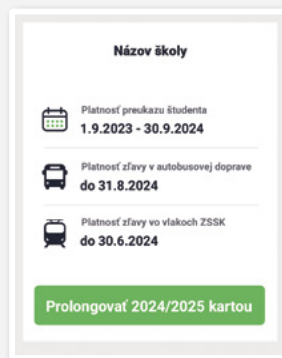 Názov školy
Platnosť preukazu študenta
1.9.2023 - 30.9.2024
Platnosť zľavy v autobusovej doprave
do 31.8.2024
Platnosť zľavy vo vlakoch ZSSK
do 30.6.2024
Prolongovať 2024/2025 kartou